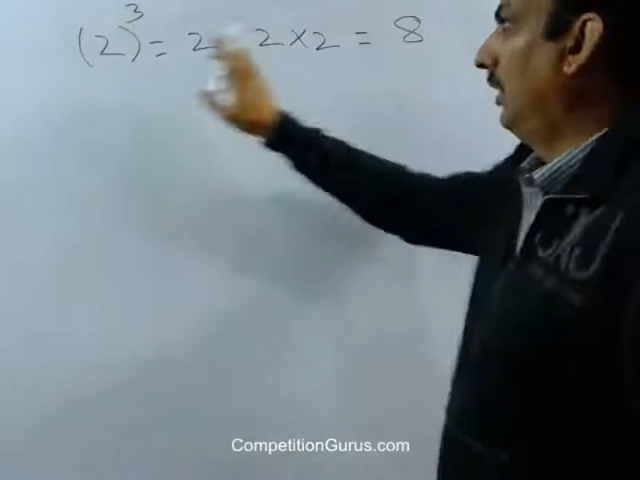 (2)³ = 2 2 × 2 = 8
CompetitionGurus.com